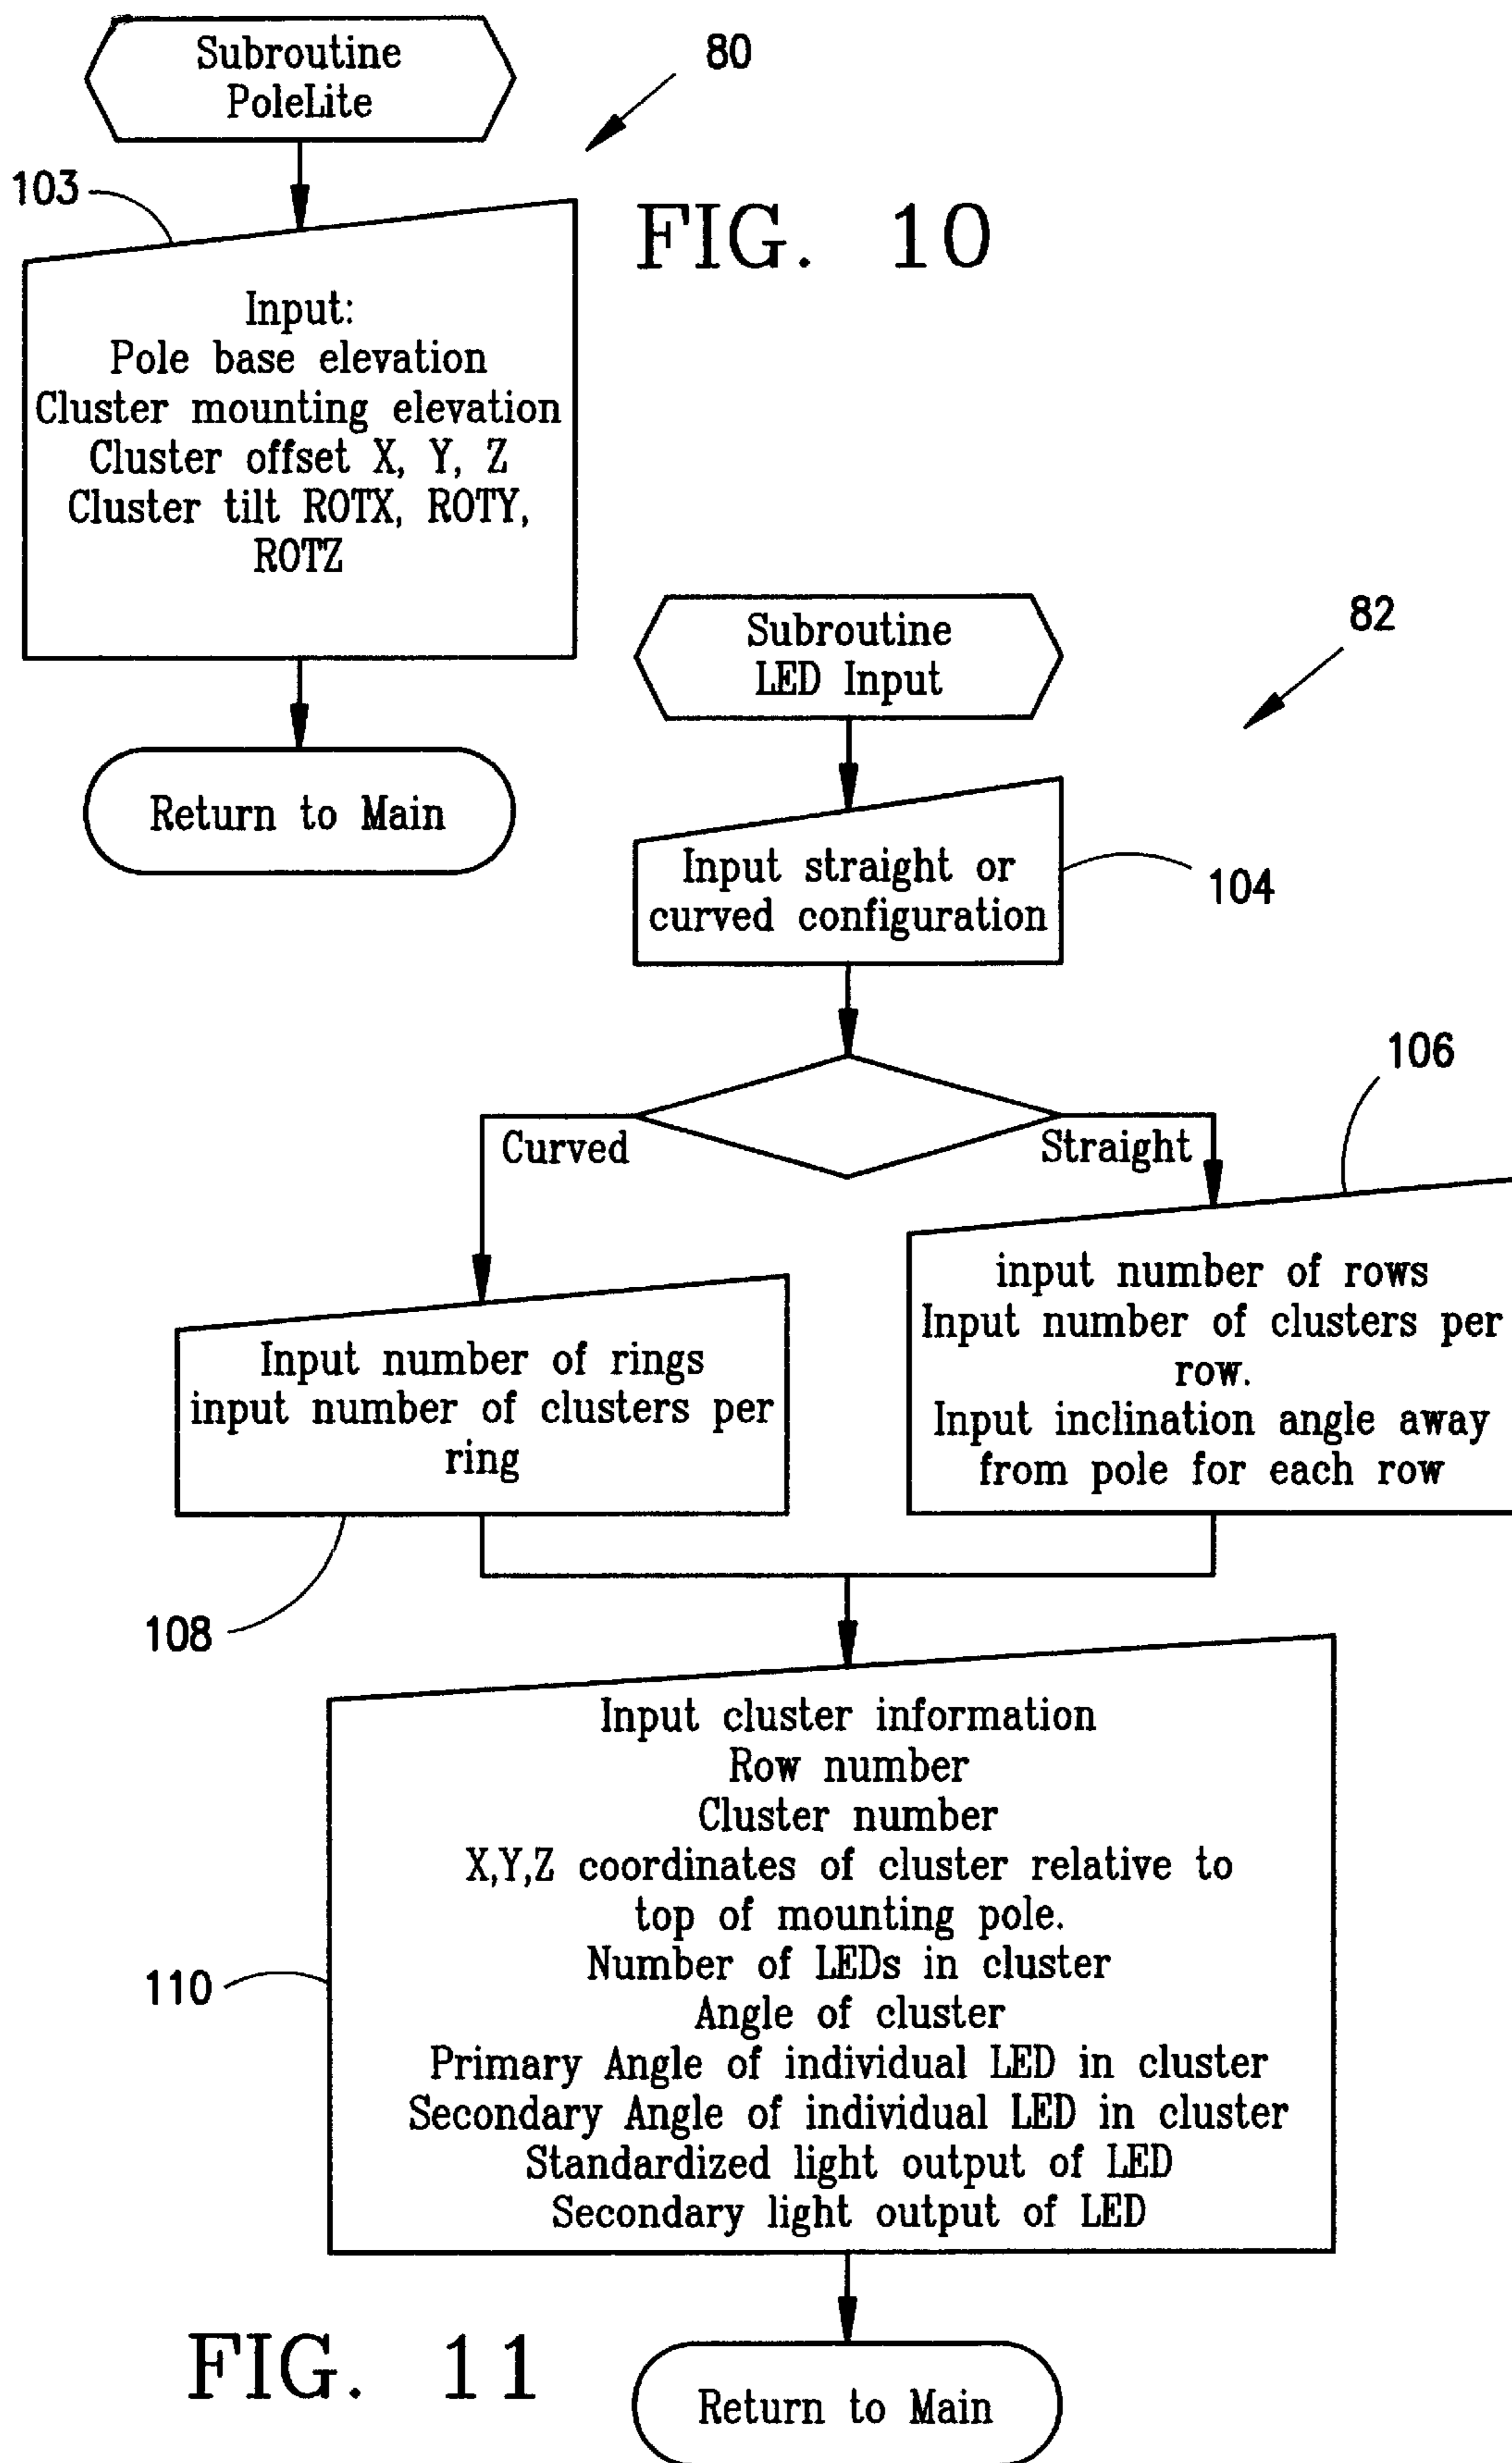 Subroutine
PoleLite
80
103
FIG. 10
Input:
Pole base elevation
Cluster mounting elevation
Cluster offset X, Y, Z
Cluster tilt ROTX, ROTY,
ROTZ
Return to Main
82
Subroutine
LED Input
Input straight or
curved configuration
104
Curved
Straight
106
Input number of rings
input number of clusters per
ring
108
input number of rows
Input number of clusters per
row.
Input inclination angle away
from pole for each row
Input cluster information
Row number
Cluster number
X,Y,Z coordinates of cluster relative to
top of mounting pole.
Number of LEDs in cluster
Angle of cluster
Primary Angle of individual LED in cluster
Secondary Angle of individual LED in cluster
Standardized light output of LED
Secondary light output of LED
110
FIG. 11
Return to Main